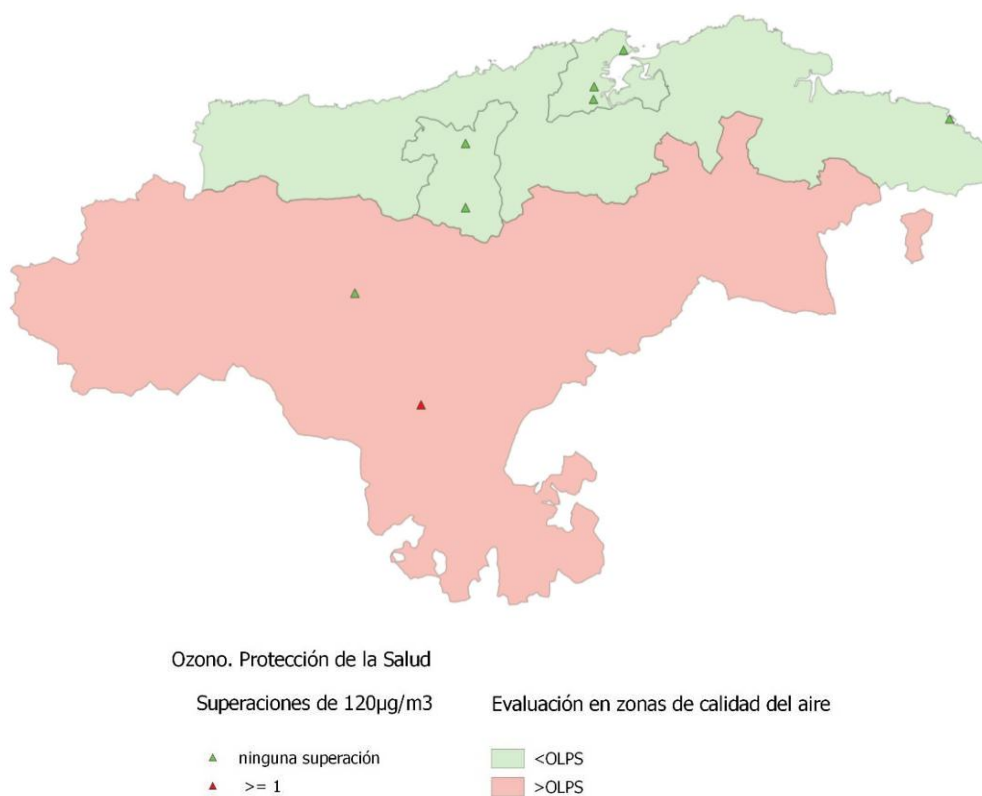 Ozono. Protección de la Salud
Superaciones de 120µg/m3
ninguna superación
>= 1
Evaluación en zonas de calidad del aire
<OLPS
>OLPS